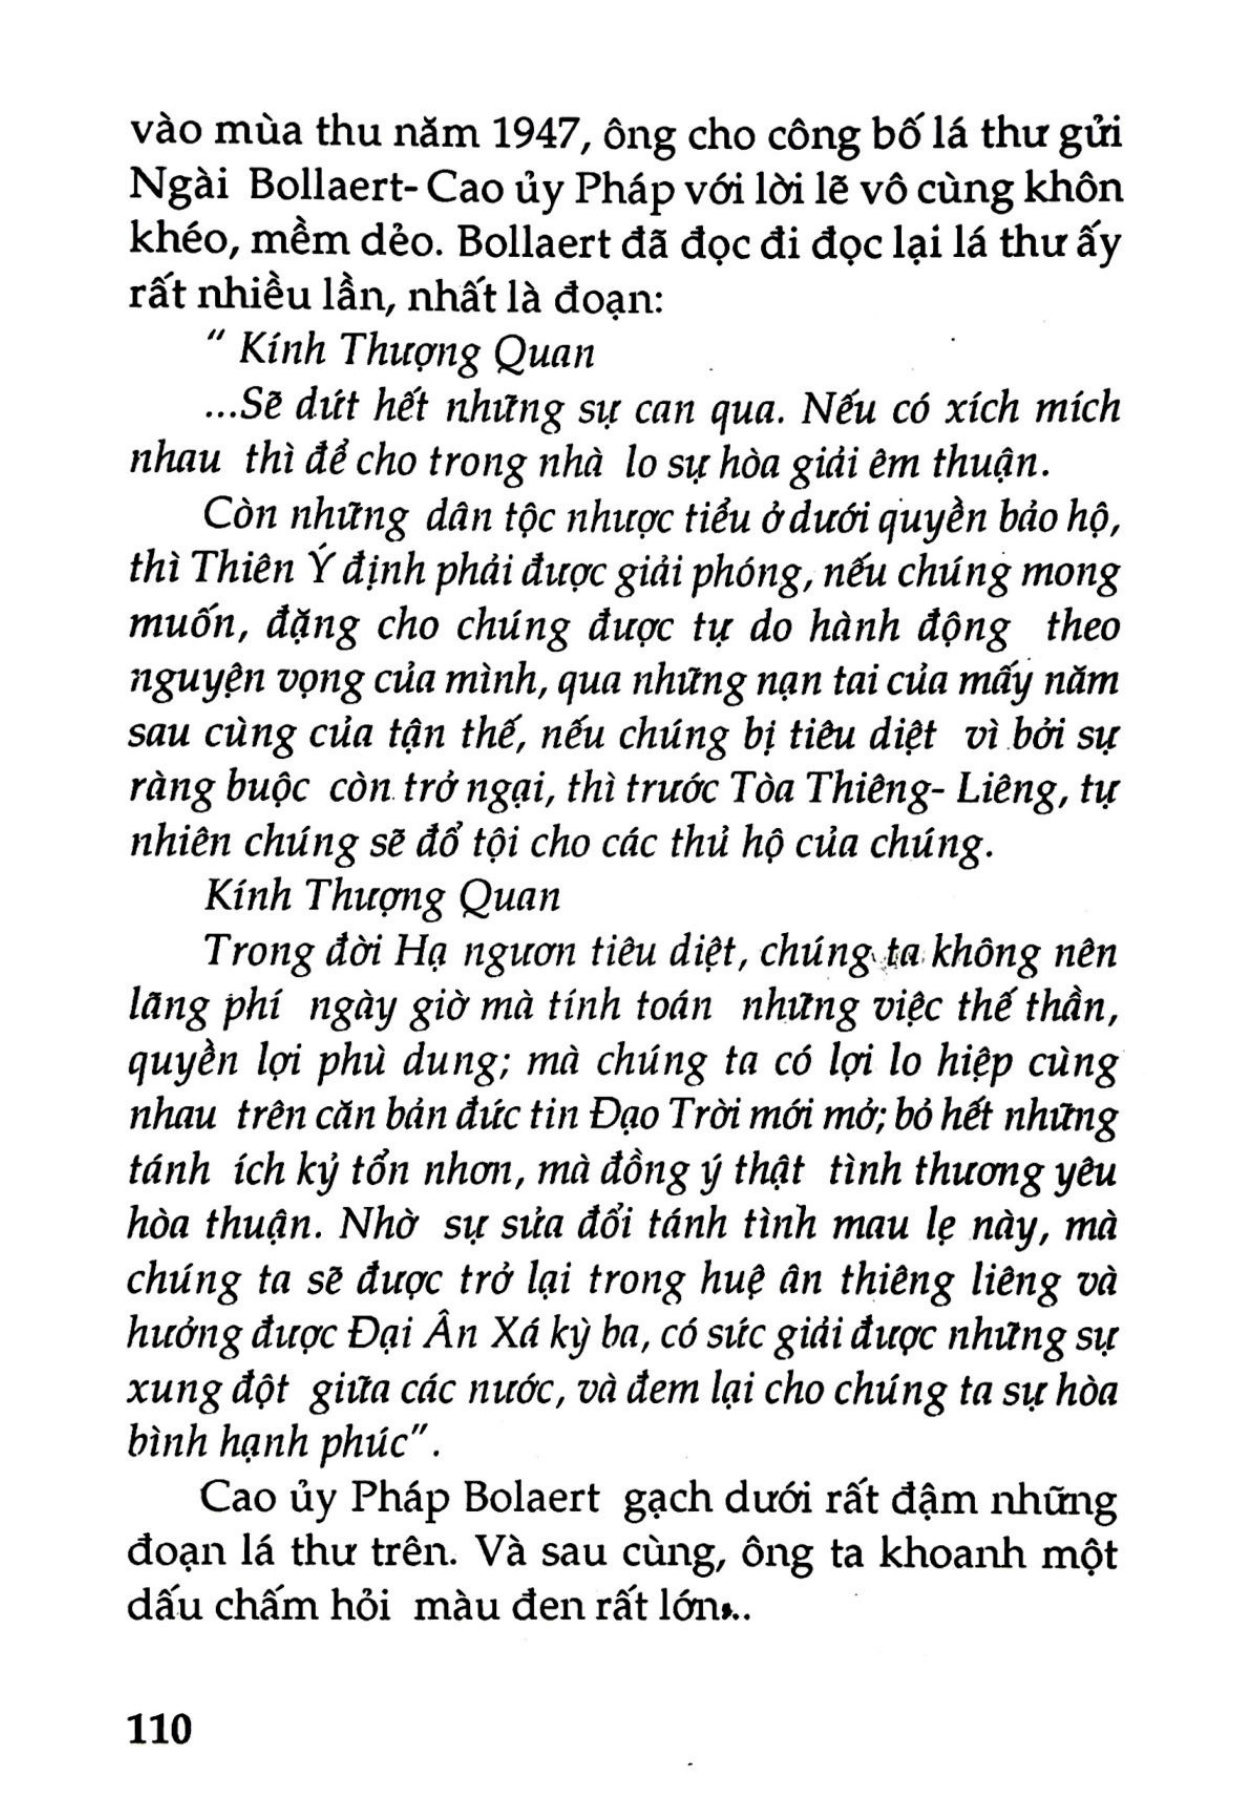 vào mùa thu năm 1947, ông cho công bố lá thư gửi
Ngài Bollaert- Cao ủy Pháp với lời lẽ vô cùng khôn
khéo, mềm dẻo. Bollaert đã đọc đi đọc lại lá thư ấy
rất nhiều lần, nhất là đoạn:
" Kính Thượng Quan
...Sẽ dứt hết những sự can qua. Nếu có xích mích
nhau thì để cho trong nhà lo sự hòa giải êm thuận.
Còn những dân tộc nhược tiểu ở dưới quyền bảo hộ,
thì Thiên Ý định phải được giải phóng, nếu chúng mong
muốn, đặng cho chúng được tự do hành động theo
nguyện vọng của mình, qua những nạn tai của mấy năm
sau cùng của tận thế, nếu chúng bị tiêu diệt vì bởi sự
ràng buộc còn trở ngại, thì trước Tòa Thiêng- Liêng, tự
nhiên chúng sẽ đổ tội cho các thủ hộ của chúng.
Kính Thượng Quan
Trong đời Hạ ngươn tiêu diệt, chúng ta không nên
lãng phí ngày giờ mà tính toán những việc thế thần,
quyền lợi phù dung; mà chúng ta có lợi lo hiệp cùng
nhau trên căn bản đức tin Đạo Trời mới mở; bỏ hết những
tánh ích kỷ tổn nhơn, mà đồng ý thật tình thương yêu
hòa thuận. Nhờ sự sửa đổi tánh tình mau lẹ này, mà
chúng ta sẽ được trở lại trong huệ ân thiêng liêng và
hưởng được Đại Ân Xá kỳ ba, có sức giải được những sự
xung đột giữa các nước, và đem lại cho chúng ta sự hòa
bình hạnh phúc".
Cao ủy Pháp Bolaert gạch dưới rất đậm những
đoạn lá thư trên. Và sau cùng, ông ta khoanh một
dấu chấm hỏi màu đen rất lớn...
110